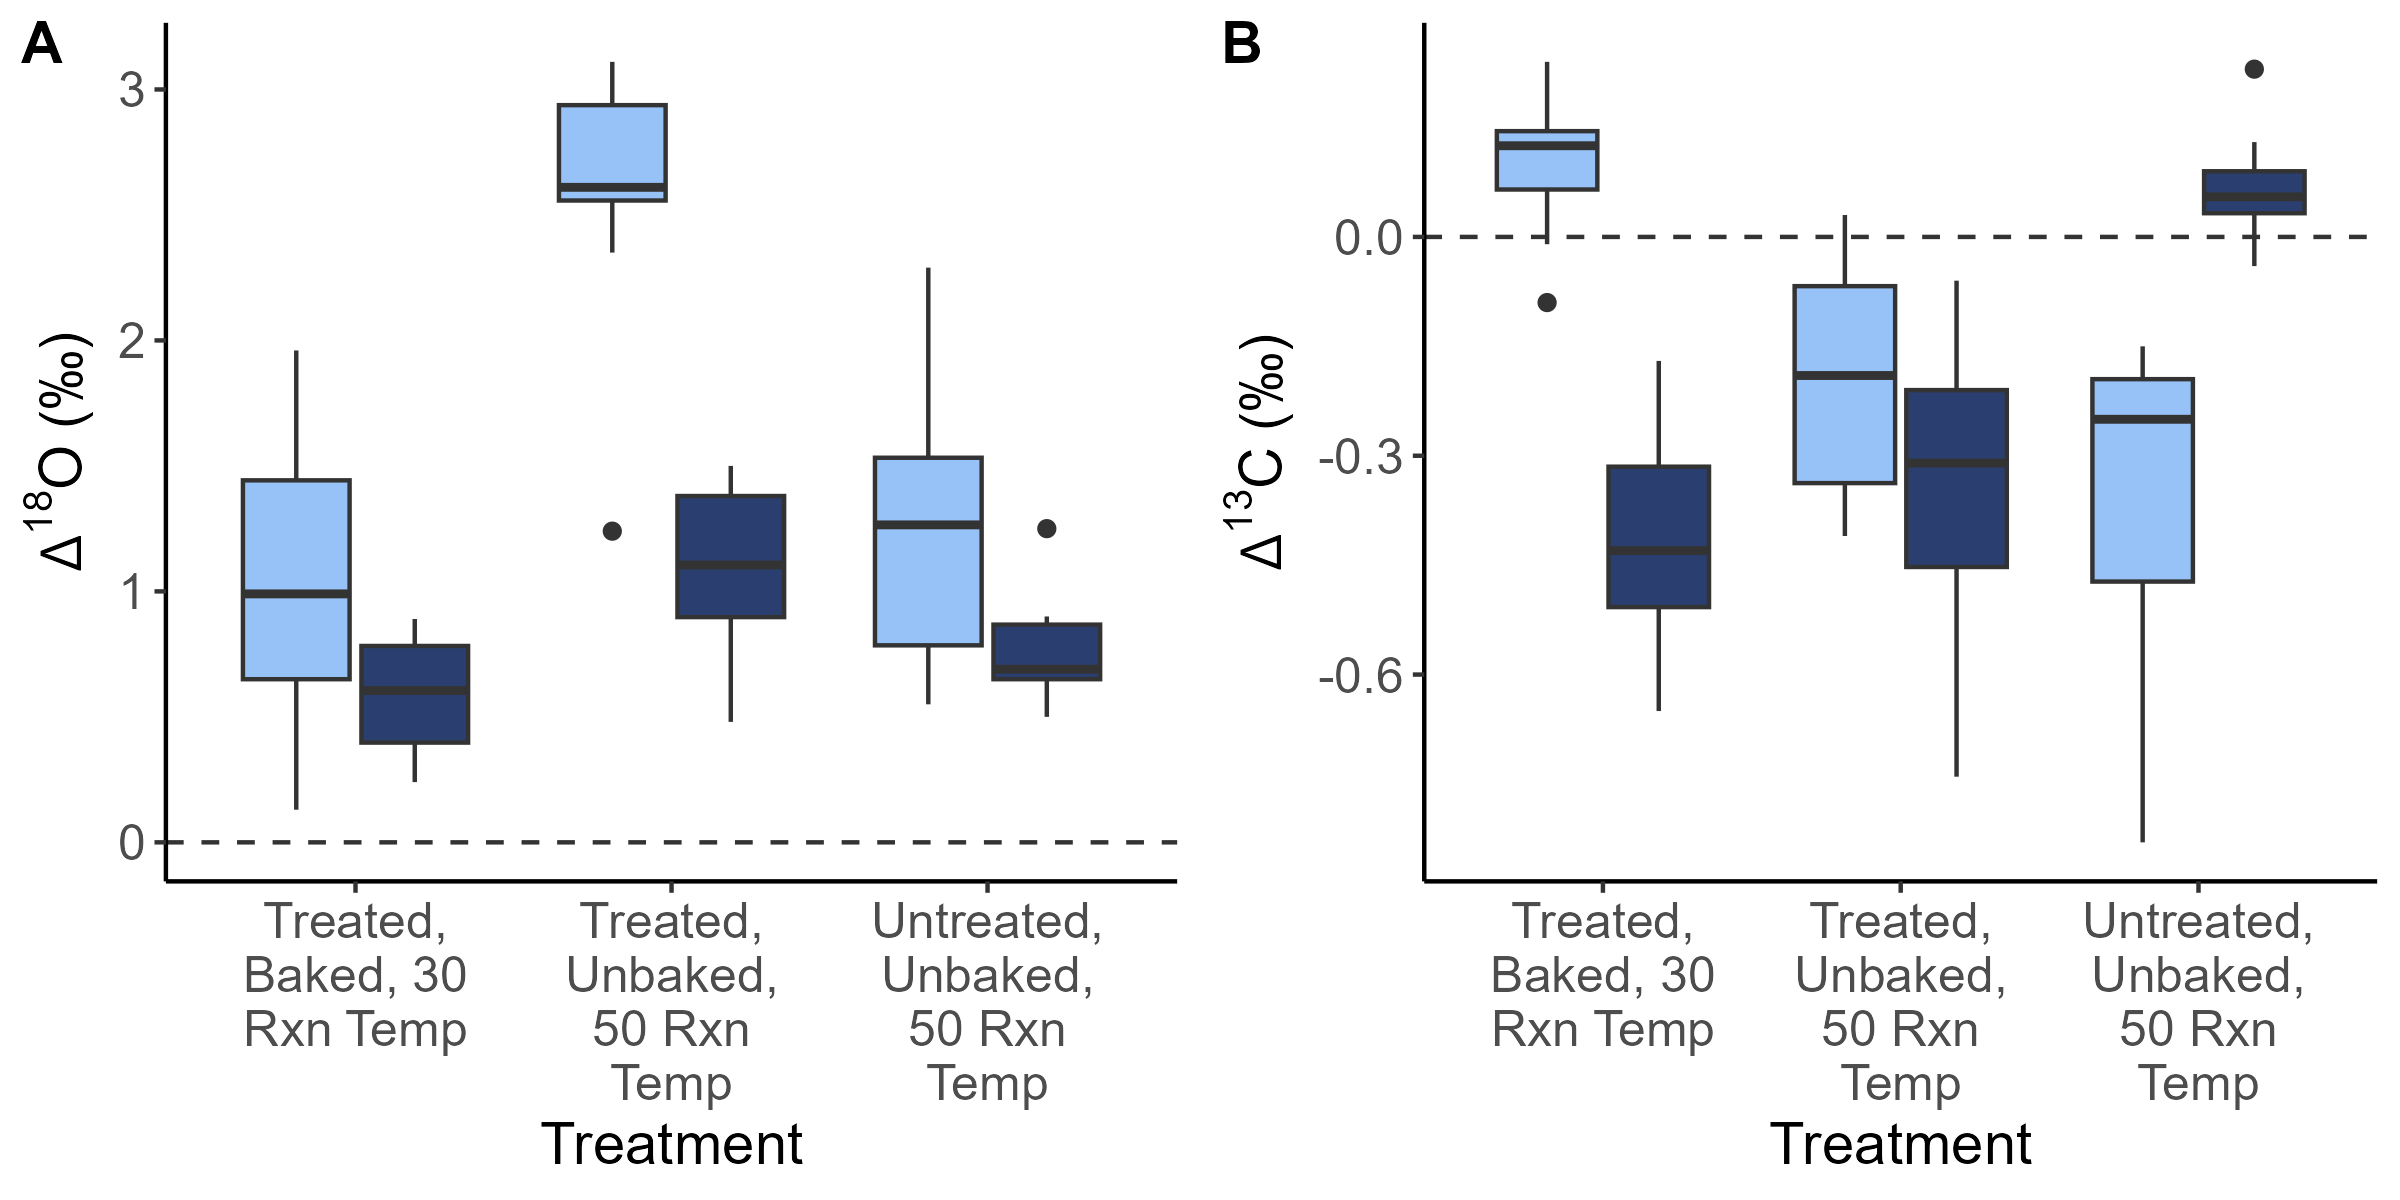 A
3
2
1
0
Δ ¹⁸O (‰)
Treated,
Baked, 30
Rxn Temp
Treated,
Unbaked,
50 Rxn
Temp
Untreated,
Unbaked,
50 Rxn
Temp
Treatment
B
0.0
-0.3
-0.6
Δ ¹³C (‰)
Treated,
Baked, 30
Rxn Temp
Treated,
Unbaked,
50 Rxn
Temp
Untreated,
Unbaked,
50 Rxn
Temp
Treatment